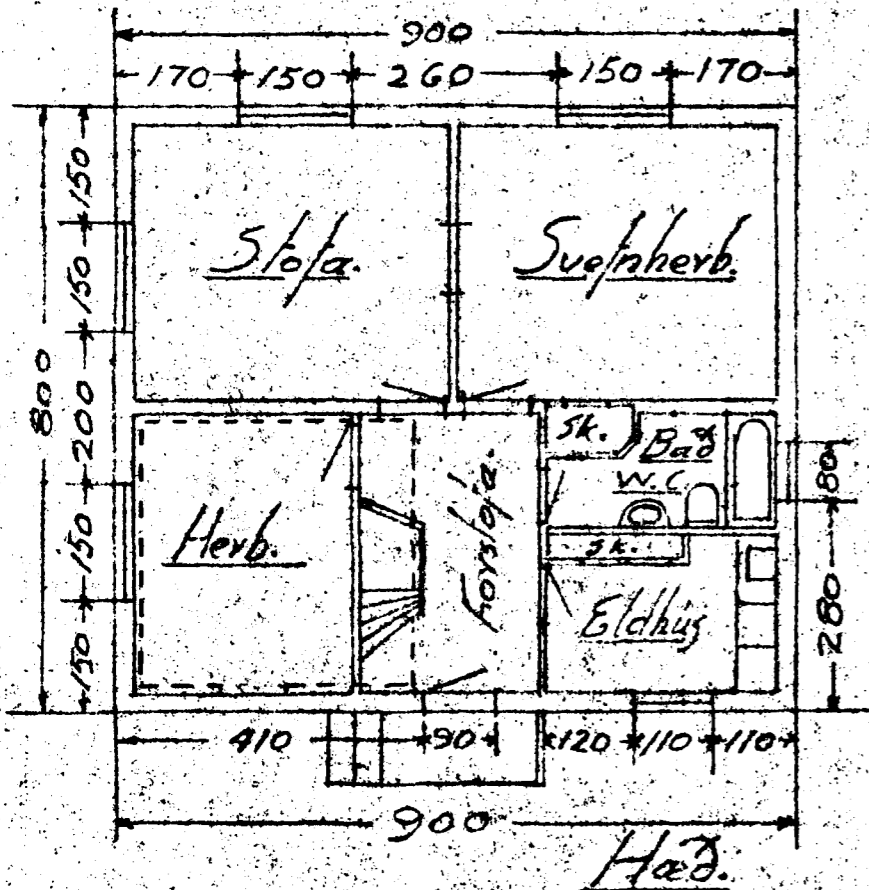 900
170 150 260 150 170
150
150
200
150
150
800
Stofa.
Svefnherb.
Sk.
Bað
W.C.
80
Herb.
Forstofa.
Sk.
Eldhús
280
410 90 120 110 110
900
Hæð.